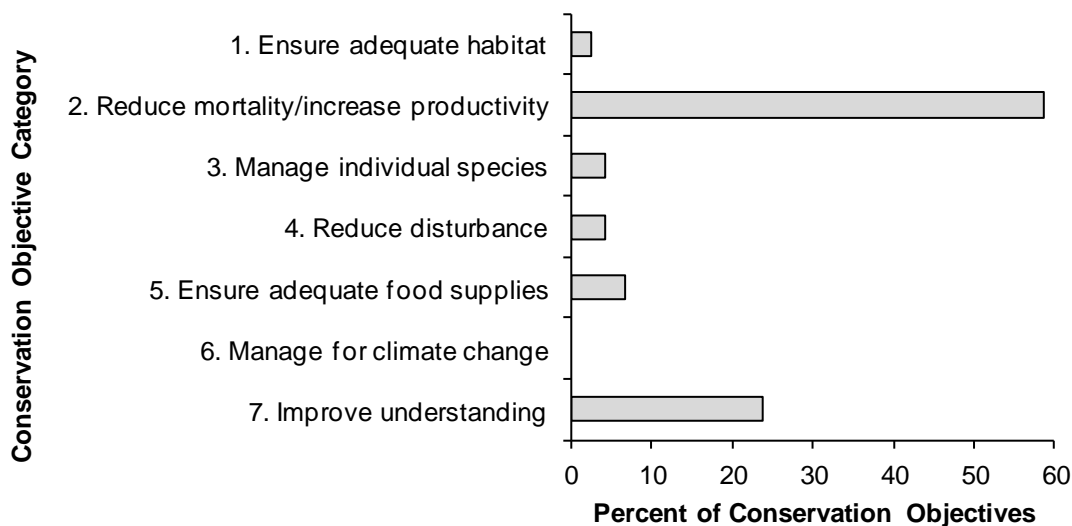 Conservation Objective Category
1. Ensure adequate habitat
2. Reduce mortality/increase productivity
3. Manage individual species
4. Reduce disturbance
5. Ensure adequate food supplies
6. Manage for climate change
7. Improve understanding
0 10 20 30 40 50 60
Percent of Conservation Objectives